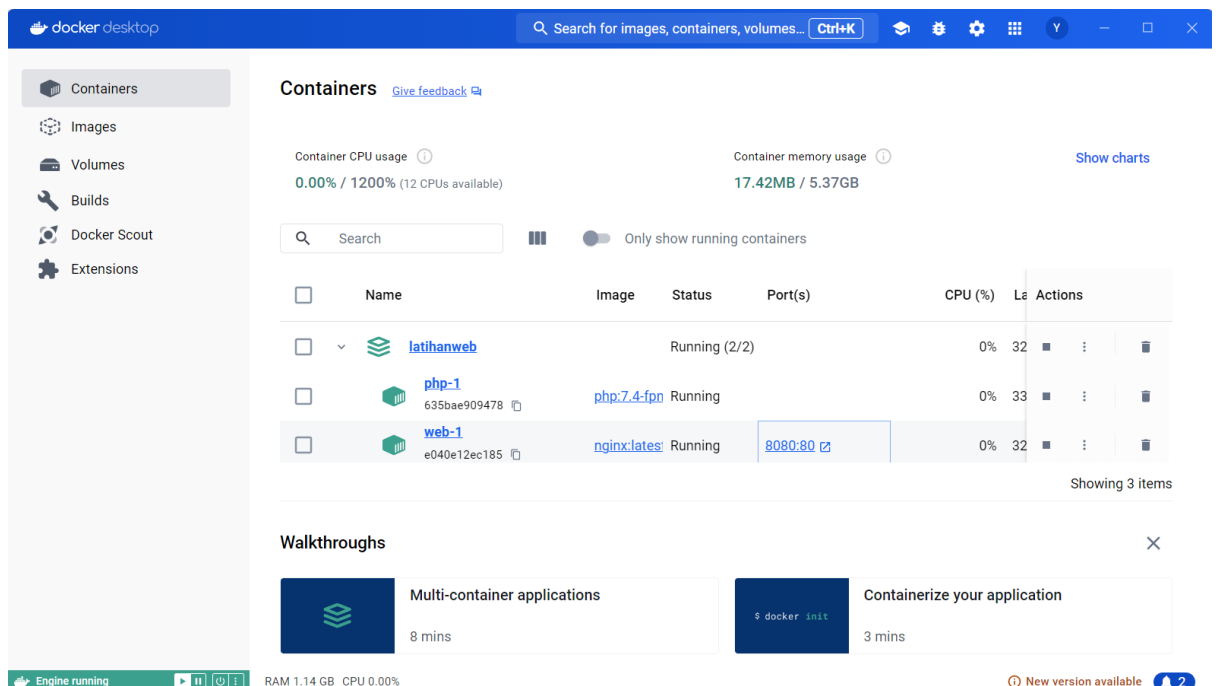 docker desktop
Search for images, containers, volumes... Ctrl+K
Y
Containers
Images
Volumes
Builds
Docker Scout
Extensions
Containers Give feedback
Container CPU usage
0.00% / 1200% (12 CPUs available)
Container memory usage
17.42MB / 5.37GB
Show charts
Search
Only show running containers
Name Image Status Port(s) CPU (%) La Actions
latihanweb Running (2/2) 0% 32
php-1
635bae909478
php:7.4-fpn Running 0% 33
web-1
e040e12ec185
nginx:latest Running 8080:80 0% 32
Showing 3 items
Walkthroughs
Multi-container applications
8 mins
$ docker init
Containerize your application
3 mins
Engine running
RAM 1.14 GB CPU 0.00%
New version available
2